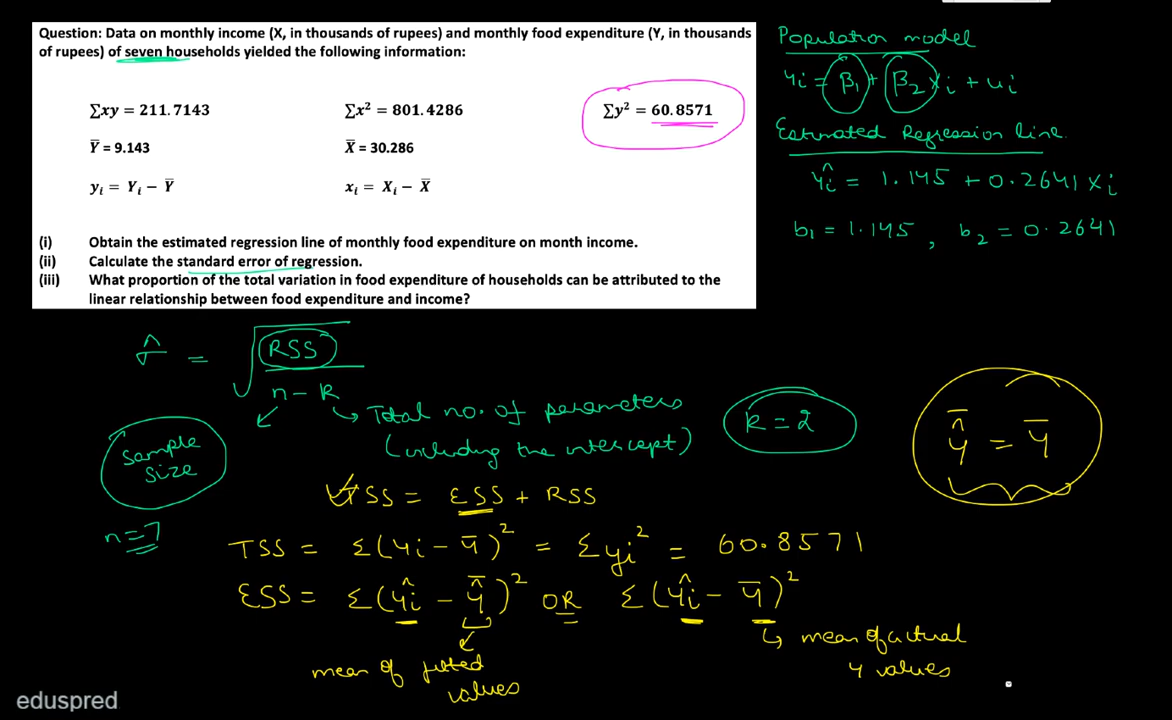 Question: Data on monthly income (X, in thousands of rupees) and monthly food expenditure (Y, in thousands
of rupees) of seven households yielded the following information:
∑xy = 211.7143 ∑x² = 801.4286 ∑y² = 60.8571
Y̅ = 9.143 X̅ = 30.286
yᵢ = Yᵢ − Y̅ xᵢ = Xᵢ − X̅
(i) Obtain the estimated regression line of monthly food expenditure on month income.
(ii) Calculate the standard error of regression.
(iii) What proportion of the total variation in food expenditure of households can be attributed to the
linear relationship between food expenditure and income?
Population model
Yi = β1 + β2 Xi + ui
Estimated Regression line.
Ŷi = 1.145 + 0.2641 Xi
b1 = 1.145, b2 = 0.2641
σ̂ = √(RSS / n - k)
Total no. of parameters
(including the intercept)
k = 2
Sample
size
n = 7
Ŷ̅ = Y̅
TSS = ESS + RSS
TSS = Σ(Yi - Y̅)² = Σyi² = 60.8571
ESS = Σ(Ŷi - Ŷ̅)² OR Σ(Ŷi - Y̅)²
mean of fitted
values
mean of actual
Y values
eduspred